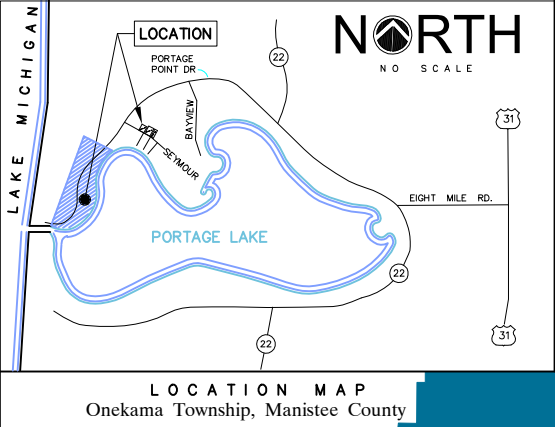 LOCATION
NORTH
NO SCALE
PORTAGE
POINT DR
22
31
LAKE MICHIGAN
BAYVIEW
SEYMOUR
EIGHT MILE RD.
PORTAGE LAKE
22
31
22
LOCATION MAP
Onekama Township, Manistee County